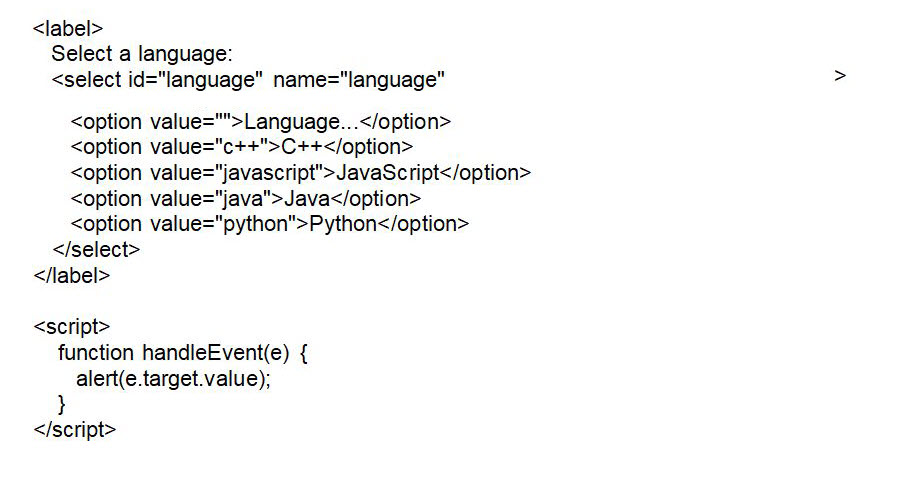 <label>
Select a language:
<select id="language" name="language" >
<option value="">Language...</option>
<option value="c++">C++</option>
<option value="javascript">JavaScript</option>
<option value="java">Java</option>
<option value="python">Python</option>
</select>
</label>
<script>
function handleEvent(e) {
alert(e.target.value);
}
</script>